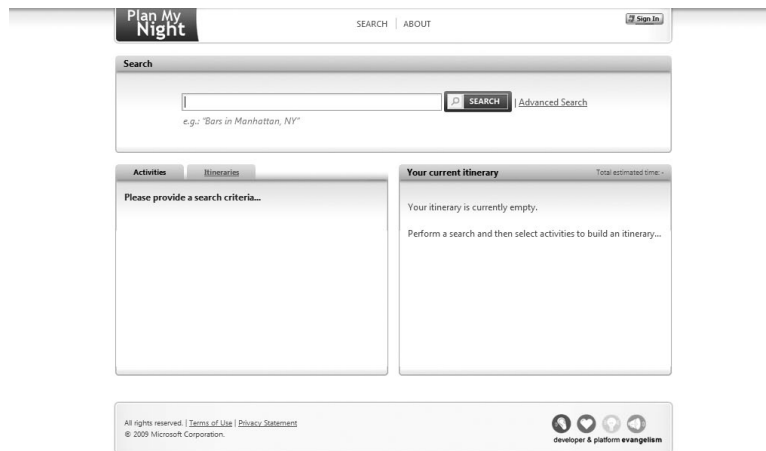 Plan My
Night
SEARCH | ABOUT
Sign In
Search
SEARCH | Advanced Search
e.g.: "Bars in Manhattan, NY"
Activities Itineraries
Please provide a search criteria...
Your current itinerary Total estimated time: -
Your itinerary is currently empty.
Perform a search and then select activities to build an itinerary...
All rights reserved. | Terms of Use | Privacy Statement
© 2009 Microsoft Corporation.
developer & platform evangelism